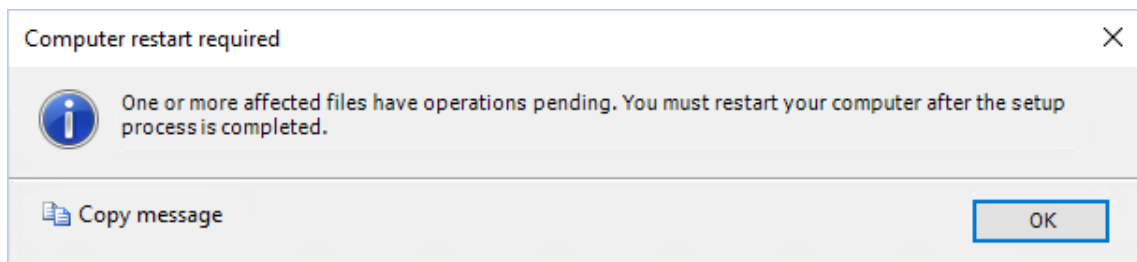 Computer restart required
One or more affected files have operations pending. You must restart your computer after the setup
process is completed.
Copy message
OK